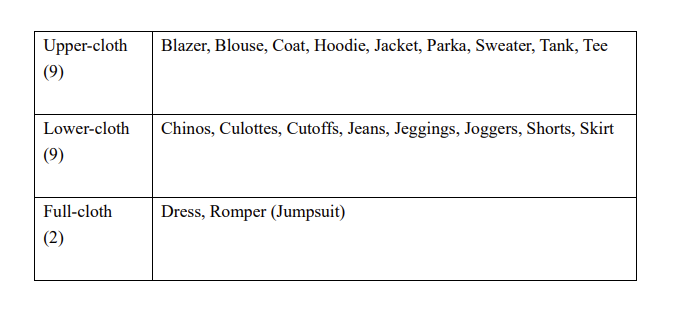 Upper-cloth
(9)
Blazer, Blouse, Coat, Hoodie, Jacket, Parka, Sweater, Tank, Tee
Lower-cloth
(9)
Chinos, Culottes, Cutoffs, Jeans, Jeggings, Joggers, Shorts, Skirt
Full-cloth
(2)
Dress, Romper (Jumpsuit)